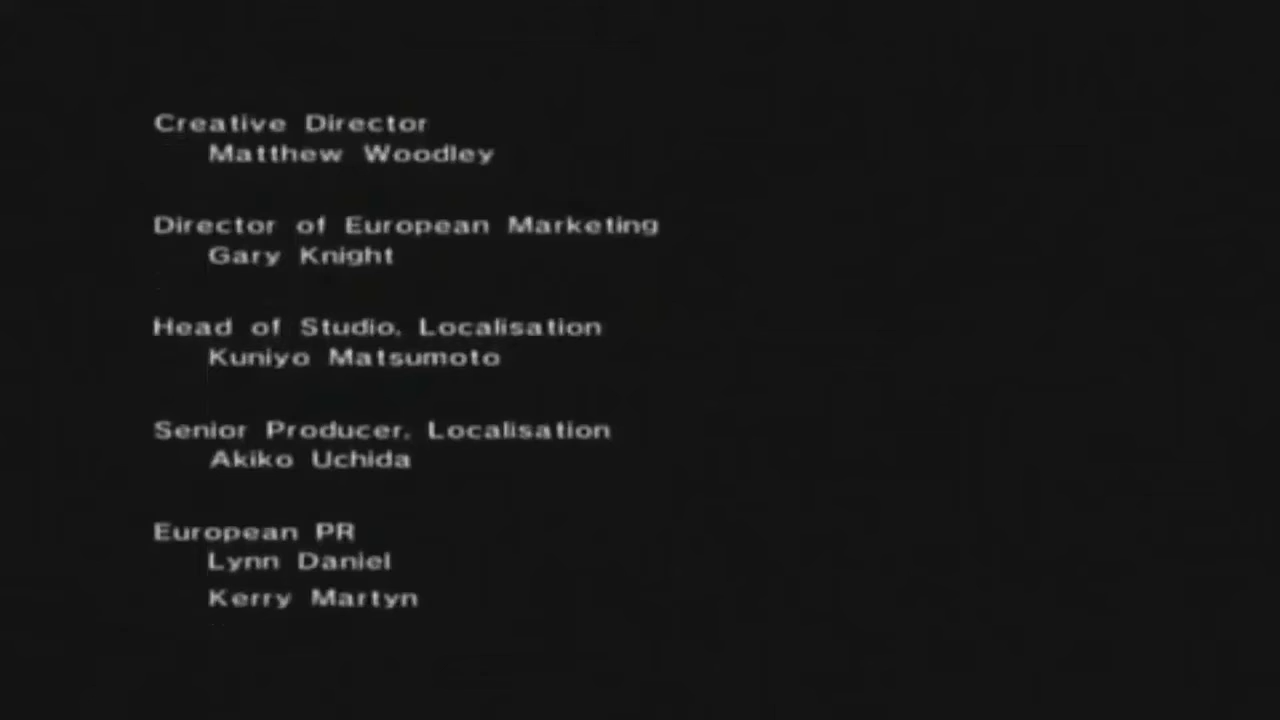 Creative Director
Matthew Woodley
Director of European Marketing
Gary Knight
Head of Studio, Localisation
Kuniyo Matsumoto
Senior Producer, Localisation
Akiko Uchida
European PR
Lynn Daniel
Kerry Martyn